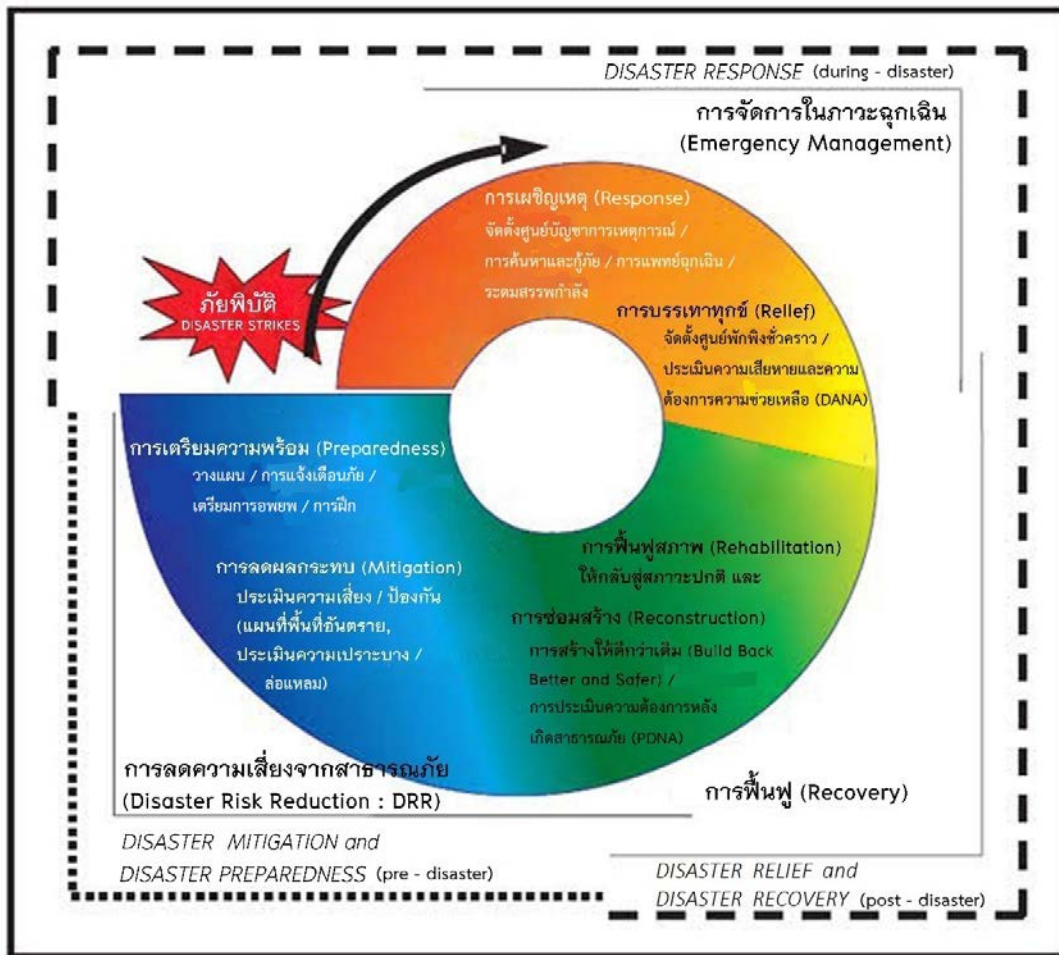 DISASTER RESPONSE (during - disaster)
การจัดการในภาวะฉุกเฉิน
(Emergency Management)
การเผชิญเหตุ (Response)
จัดตั้งศูนย์บัญชาการเหตุการณ์ /
การค้นหาและกู้ภัย / การแพทย์ฉุกเฉิน /
ระดมสรรพกำลัง
ภัยพิบัติ
DISASTER STRIKES
การบรรเทาทุกข์ (Relief)
จัดตั้งศูนย์พักพิงชั่วคราว /
ประเมินความเสียหายและความ
ต้องการความช่วยเหลือ (DANA)
การเตรียมความพร้อม (Preparedness)
วางแผน / การแจ้งเตือนภัย /
เตรียมการอพยพ / การฝึก
การลดผลกระทบ (Mitigation)
ประเมินความเสี่ยง / ป้องกัน
(แผนที่พื้นที่อันตราย,
ประเมินความเปราะบาง /
ล่อแหลม)
การฟื้นฟูสภาพ (Rehabilitation)
ให้กลับสู่สภาวะปกติ และ
การซ่อมสร้าง (Reconstruction)
การสร้างให้ดีกว่าเดิม (Build Back
Better and Safer) /
การประเมินความต้องการหลัง
เกิดสาธารณภัย (PDNA)
การลดความเสี่ยงจากสาธารณภัย
(Disaster Risk Reduction : DRR)
การฟื้นฟู (Recovery)
DISASTER MITIGATION and
DISASTER PREPAREDNESS (pre - disaster)
DISASTER RELIEF and
DISASTER RECOVERY (post - disaster)